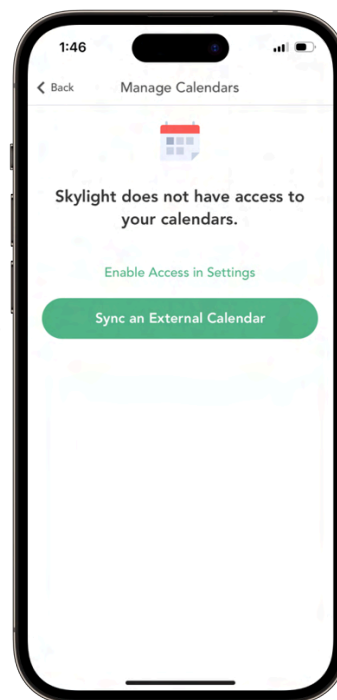 1:46
Back
Manage Calendars
Skylight does not have access to
your calendars.
Enable Access in Settings
Sync an External Calendar